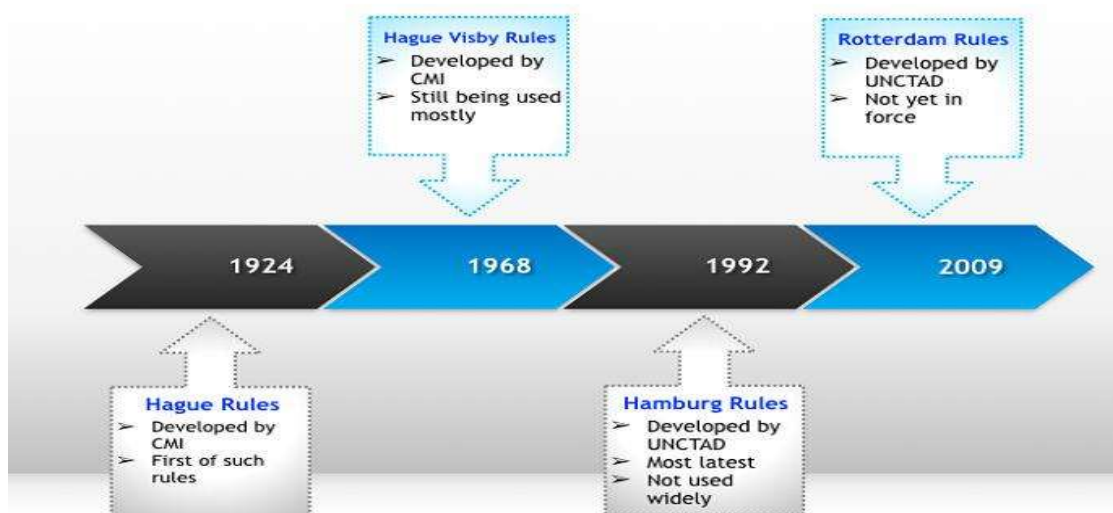 Hague Visby Rules
➢ Developed by
CMI
➢ Still being used
mostly
Rotterdam Rules
➢ Developed by
UNCTAD
➢ Not yet in
force
1924
1968
1992
2009
Hague Rules
➢ Developed by
CMI
➢ First of such
rules
Hamburg Rules
➢ Developed by
UNCTAD
➢ Most latest
➢ Not used
widely